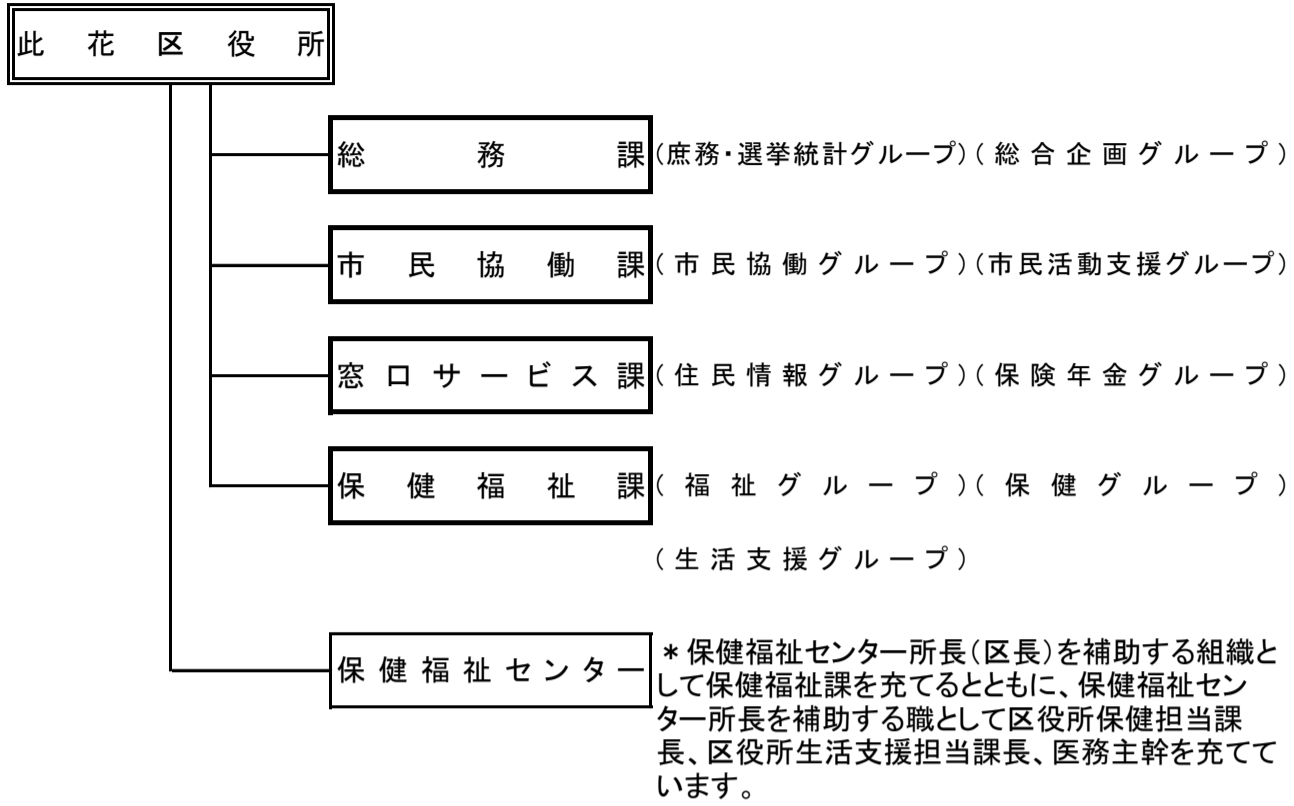 此花区役所
総務課(庶務・選挙統計グループ)(総合企画グループ)
市民協働課(市民協働グループ)(市民活動支援グループ)
窓口サービス課(住民情報グループ)(保険年金グループ)
保健福祉課(福祉グループ)(保健グループ)
(生活支援グループ)
保健福祉センター
＊保健福祉センター所長(区長)を補助する組織と
して保健福祉課を充てるとともに、保健福祉セン
ター所長を補助する職として区役所保健担当課
長、区役所生活支援担当課長、医務主幹を充てて
います。